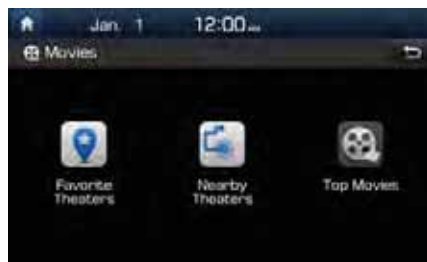 Jan. 1 12:00
Movies
Favorite Theaters
Nearby Theaters
Top Movies